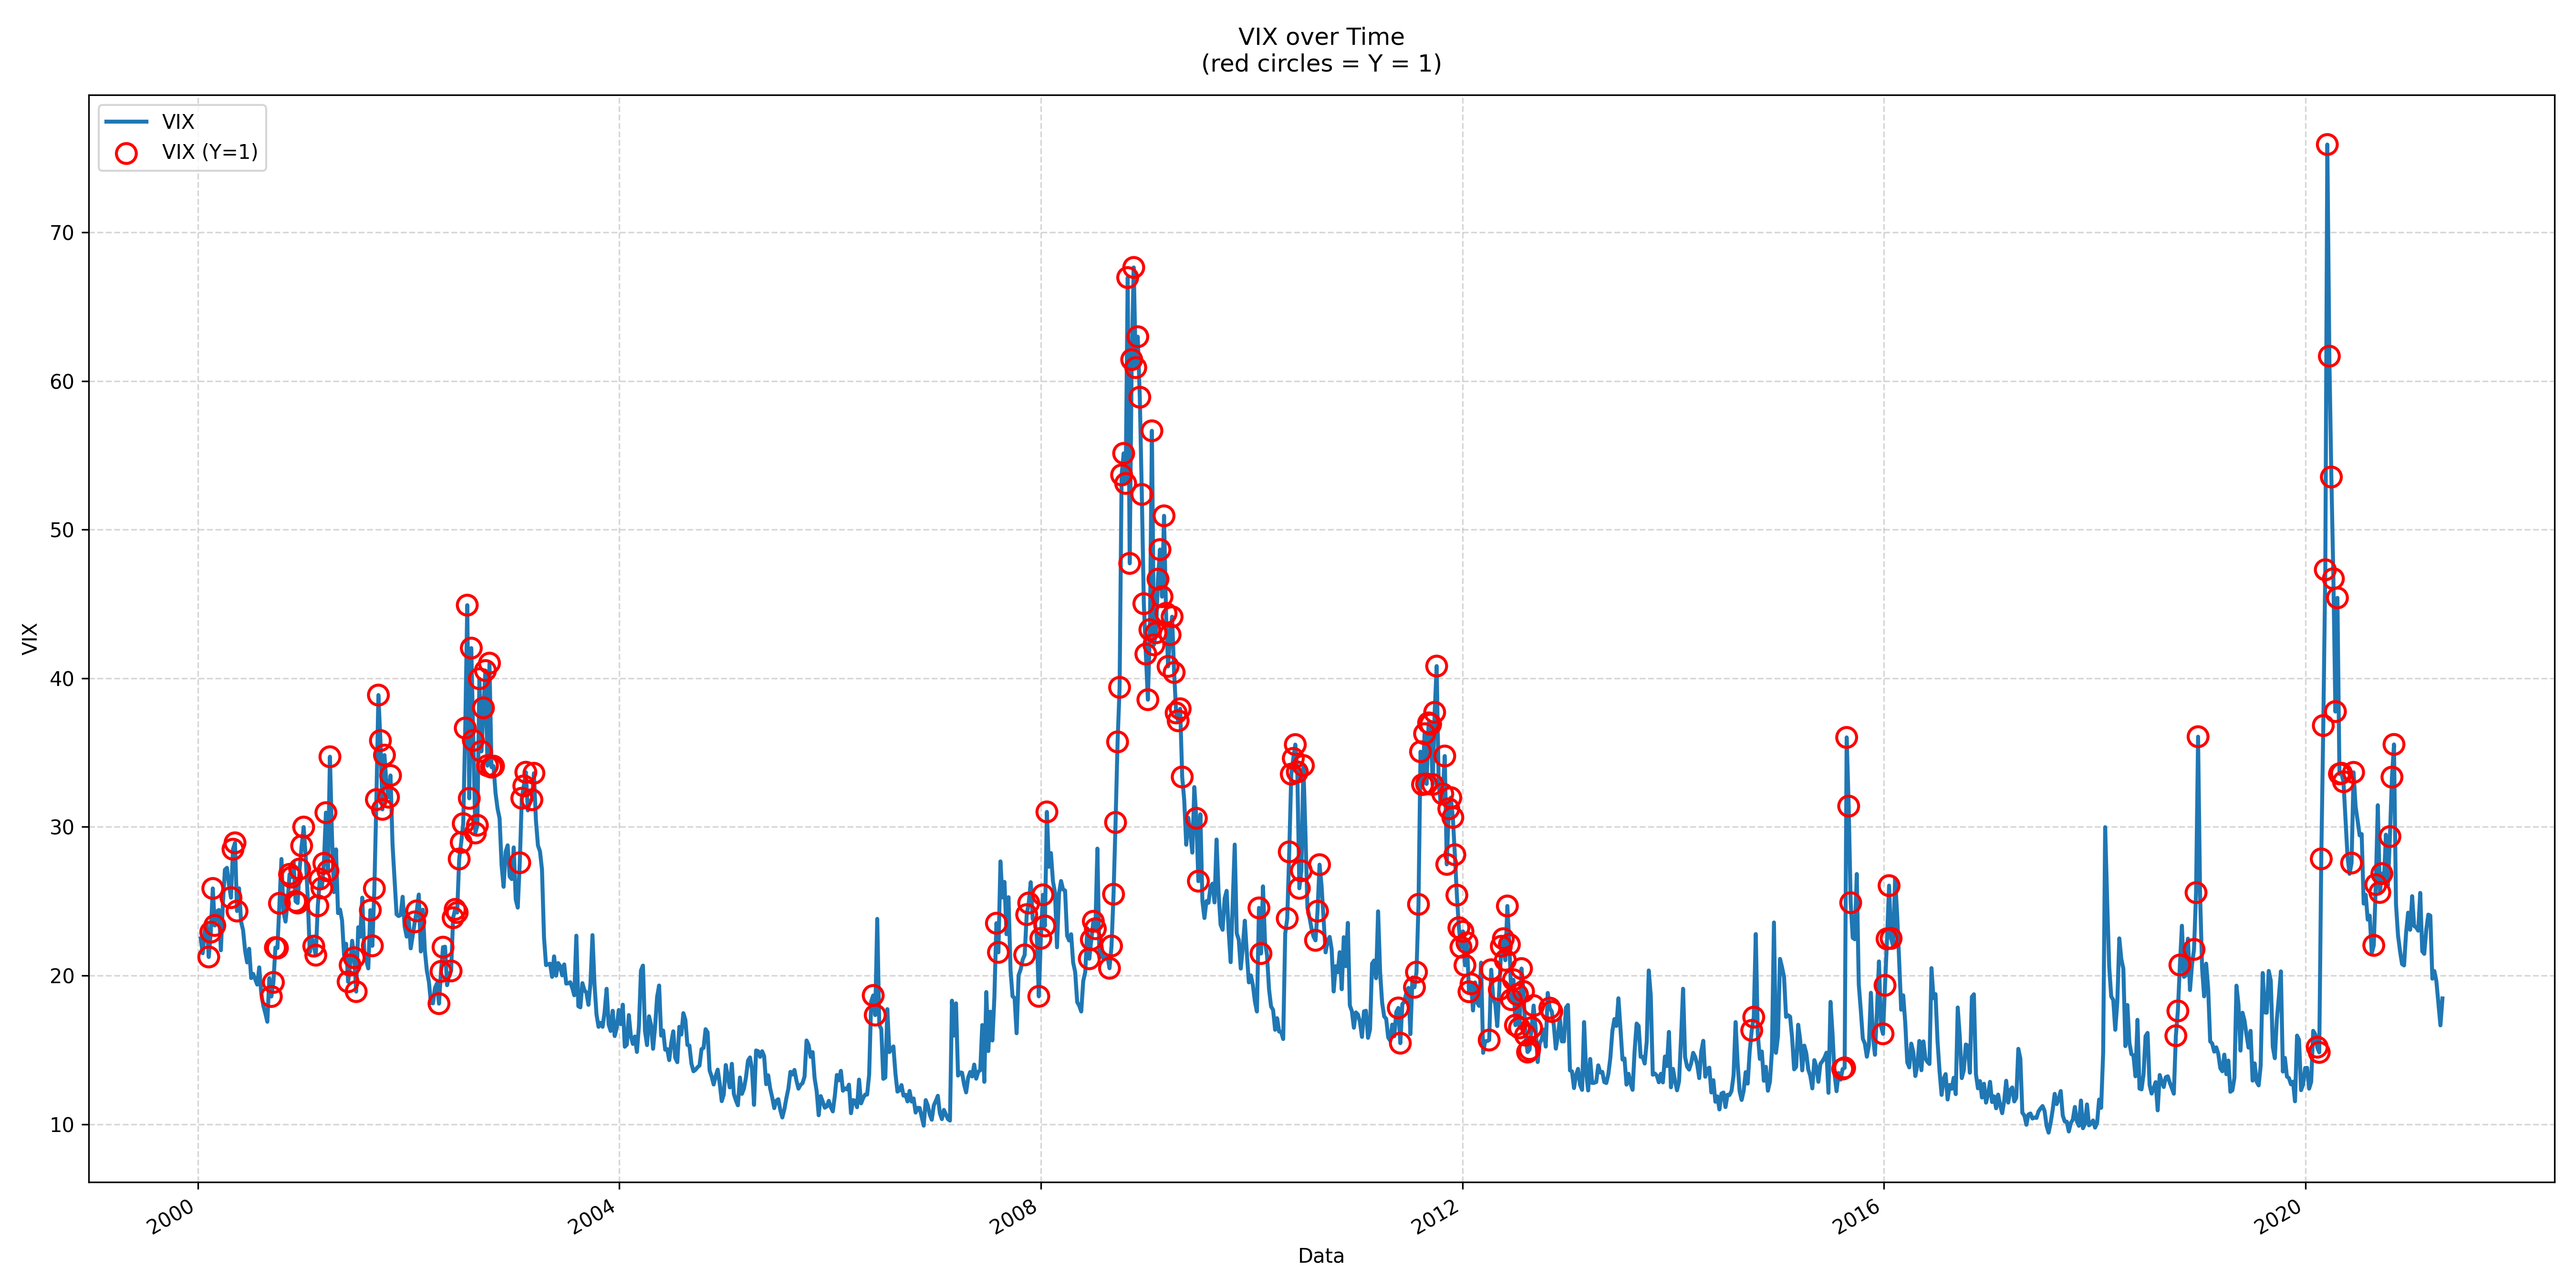 VIX over Time
(red circles = Y = 1)
VIX
VIX (Y=1)
VIX
70
60
50
40
30
20
10
2000
2004
2008
2012
2016
2020
Data